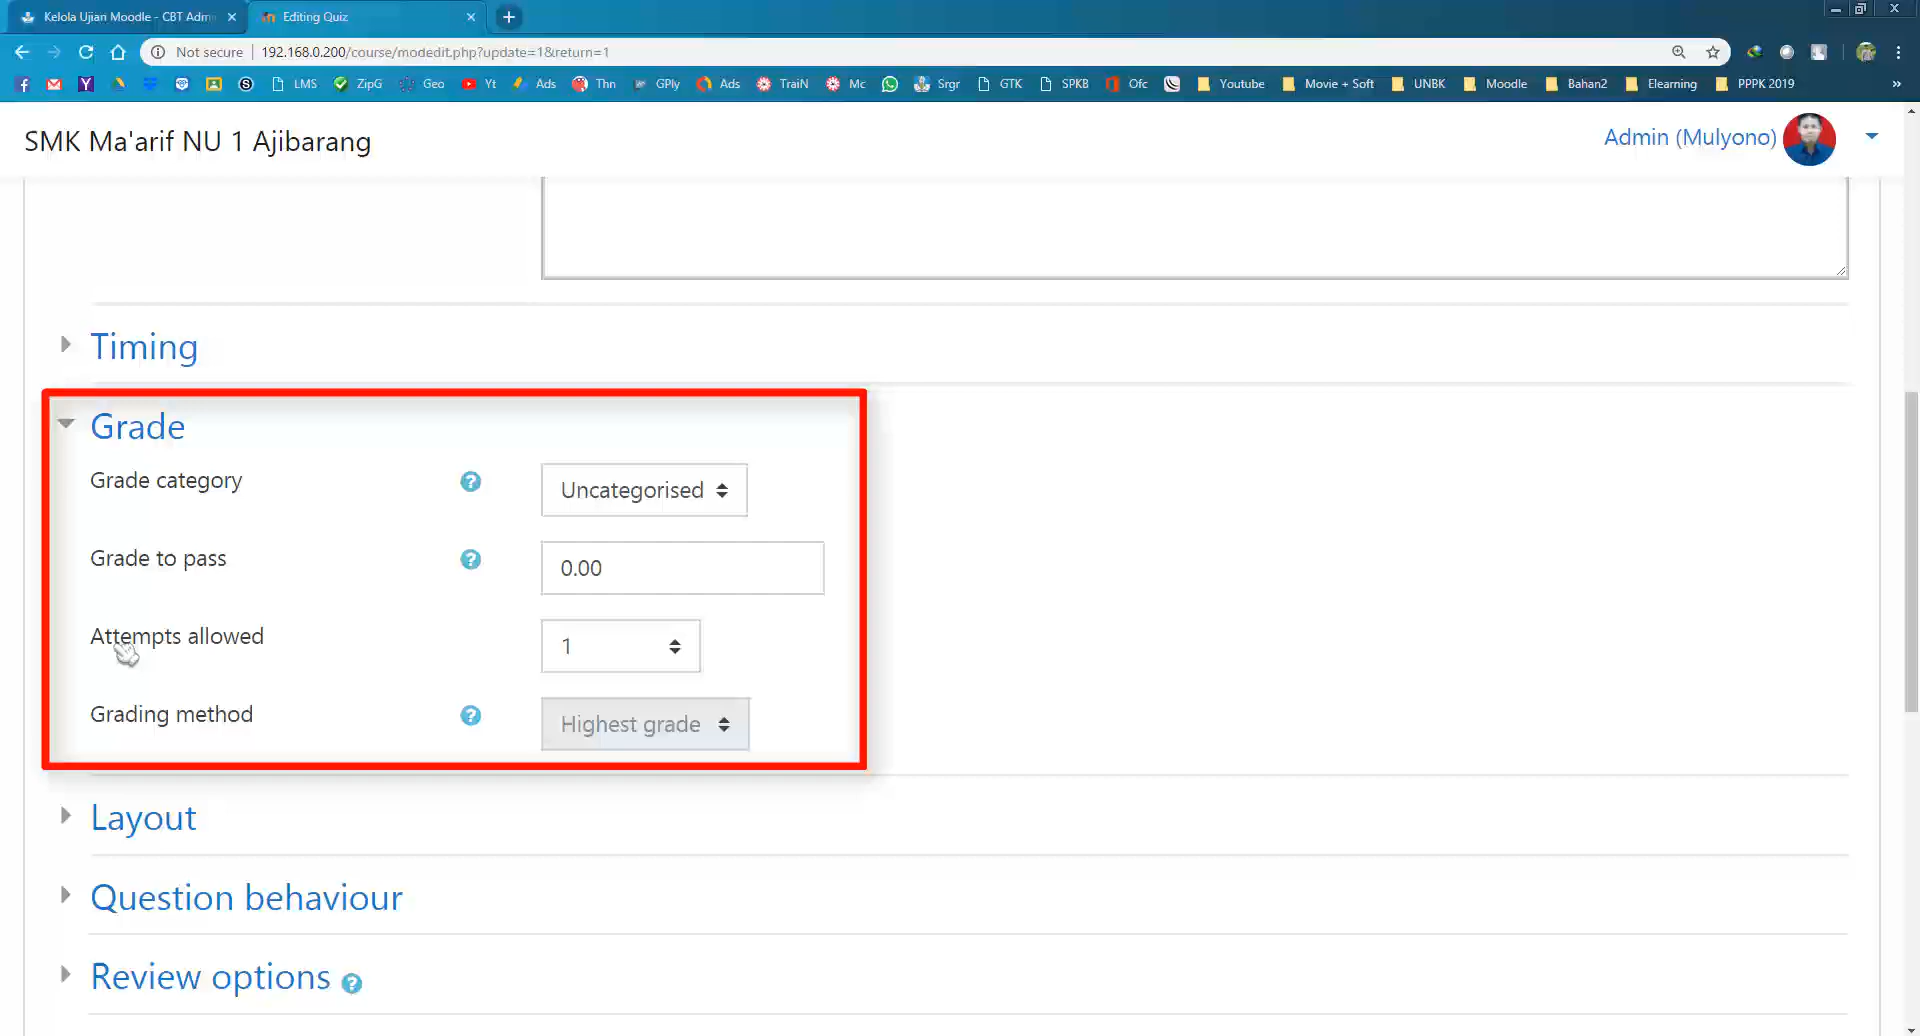 Kelola Ujian Moodle - CBT Adm
Editing Quiz
Not secure
192.168.0.200/course/modedit.php?update=1&return=1
LMS
ZipG
Geo
Yt
Ads
Thn
GPly
Ads
TraiN
Mc
Srgr
GTK
SPKB
Ofc
Youtube
Movie + Soft
UNBK
Moodle
Bahan2
Elearning
PPPK 2019
»
SMK Ma'arif NU 1 Ajibarang
Admin (Mulyono)
Timing
Grade
Grade category
?
Uncategorised
Grade to pass
?
0.00
Attempts allowed
1
Grading method
?
Highest grade
Layout
Question behaviour
Review options
?